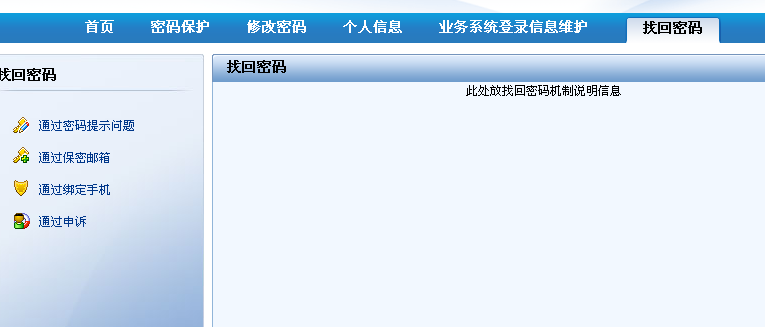 首页 密码保护 修改密码 个人信息 业务系统登录信息维护 找回密码
找回密码
通过密码提示问题
通过保密邮箱
通过绑定手机
通过申诉
找回密码
此处放找回密码机制说明信息